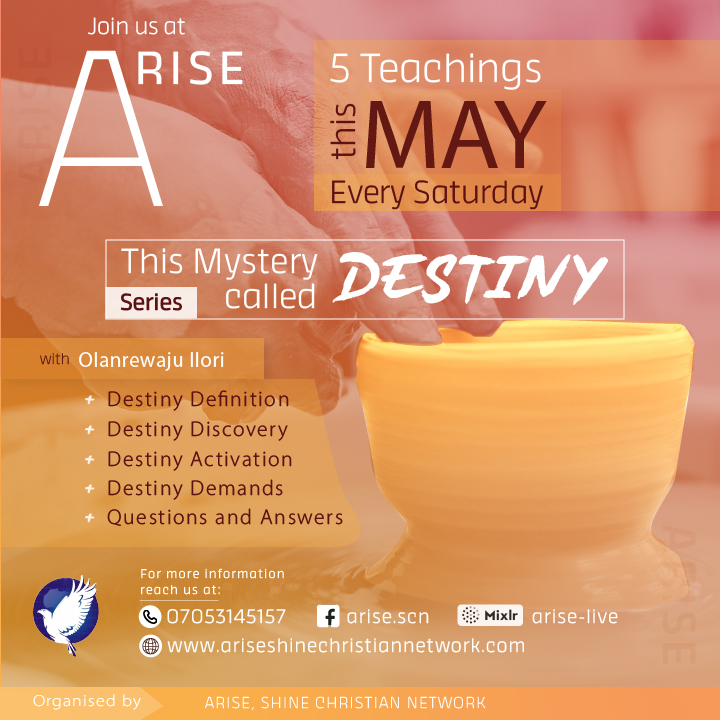 Join us at
ARISE
5 Teachings
this
MAY
Every Saturday
This Mystery
called
DESTINY
Series
with Olanrewaju Ilori
+ Destiny Definition
+ Destiny Discovery
+ Destiny Activation
+ Destiny Demands
+ Questions and Answers
For more information
reach us at:
07053145157
arise.scn
Mixlr arise-live
www.ariseshinechristiannetwork.com
Organised by
ARISE, SHINE CHRISTIAN NETWORK
ARISE
ARISE